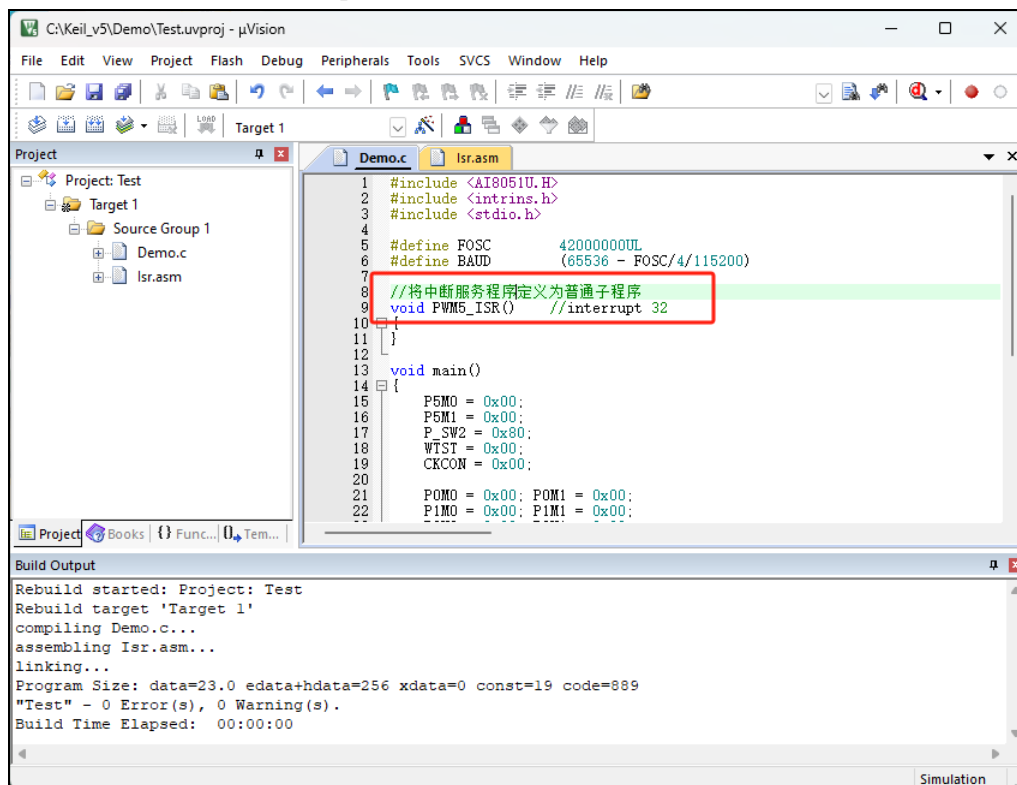 C:\Keil_v5\Demo\Test.uvproj - µVision
File Edit View Project Flash Debug Peripherals Tools SVCS Window Help
LOAD
Target 1
Project
Project: Test
Target 1
Source Group 1
Demo.c
Isr.asm
Project Books {} Func... 0 Tem...
Demo.c Isr.asm
1 #include <AI8051U.H>
2 #include <intrins.h>
3 #include <stdio.h>
4
5 #define FOSC 42000000UL
6 #define BAUD (65536 - FOSC/4/115200)
7
8 //将中断服务程序定义为普通子程序
9 void PWM5_ISR() //interrupt 32
10 {
11 }
12
13 void main()
14 {
15 P5M0 = 0x00;
16 P5M1 = 0x00;
17 P_SW2 = 0x80;
18 WTST = 0x00;
19 CKCON = 0x00;
20
21 P0M0 = 0x00; P0M1 = 0x00;
22 P1M0 = 0x00; P1M1 = 0x00;
Build Output
Rebuild started: Project: Test
Rebuild target 'Target 1'
compiling Demo.c...
assembling Isr.asm...
linking...
Program Size: data=23.0 edata+hdata=256 xdata=0 const=19 code=889
"Test" - 0 Error(s), 0 Warning(s).
Build Time Elapsed: 00:00:00
Simulation